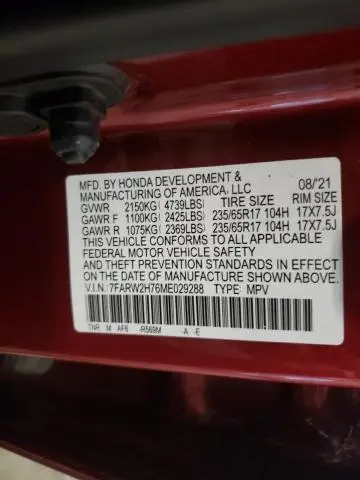 MFD. BY HONDA DEVELOPMENT &
MANUFACTURING OF AMERICA, LLC 08/'21
GVWR 2150KG (4739LBS) TIRE SIZE RIM SIZE
GAWR F 1100KG (2425LBS) 235/65R17 104H 17X7.5J
GAWR R 1075KG (2369LBS) 235/65R17 104H 17X7.5J
THIS VEHICLE CONFORMS TO ALL APPLICABLE
FEDERAL MOTOR VEHICLE SAFETY
AND THEFT PREVENTION STANDARDS IN EFFECT
ON THE DATE OF MANUFACTURE SHOWN ABOVE.
V.I.N.: 7FARW2H76ME029288 TYPE: MPV
TNR M AF6 -R569M -A -E